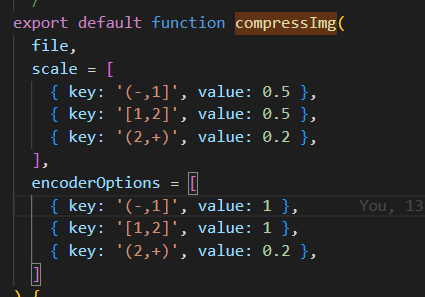 export default function compressImg(
file,
scale = [
{ key: '(-,1]', value: 0.5 },
{ key: '[1,2]', value: 0.5 },
{ key: '(2,+)', value: 0.2 },
],
encoderOptions = [
{ key: '(-,1]', value: 1 }, You, 13
{ key: '[1,2]', value: 1 },
{ key: '(2,+)', value: 0.2 },
]
) {